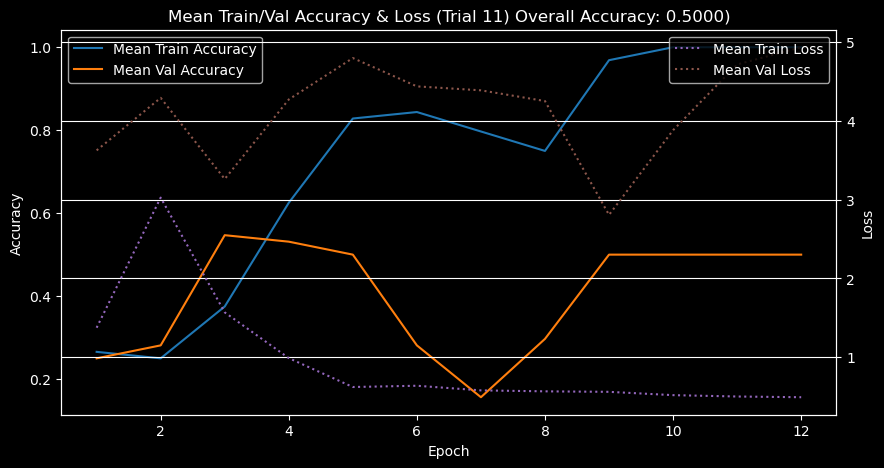 Mean Train/Val Accuracy & Loss (Trial 11) Overall Accuracy: 0.5000)
Mean Train Accuracy
Mean Val Accuracy
Mean Train Loss
Mean Val Loss
Accuracy
1.0
0.8
0.6
0.4
0.2
Loss
5
4
3
2
1
2 4 6 8 10 12
Epoch